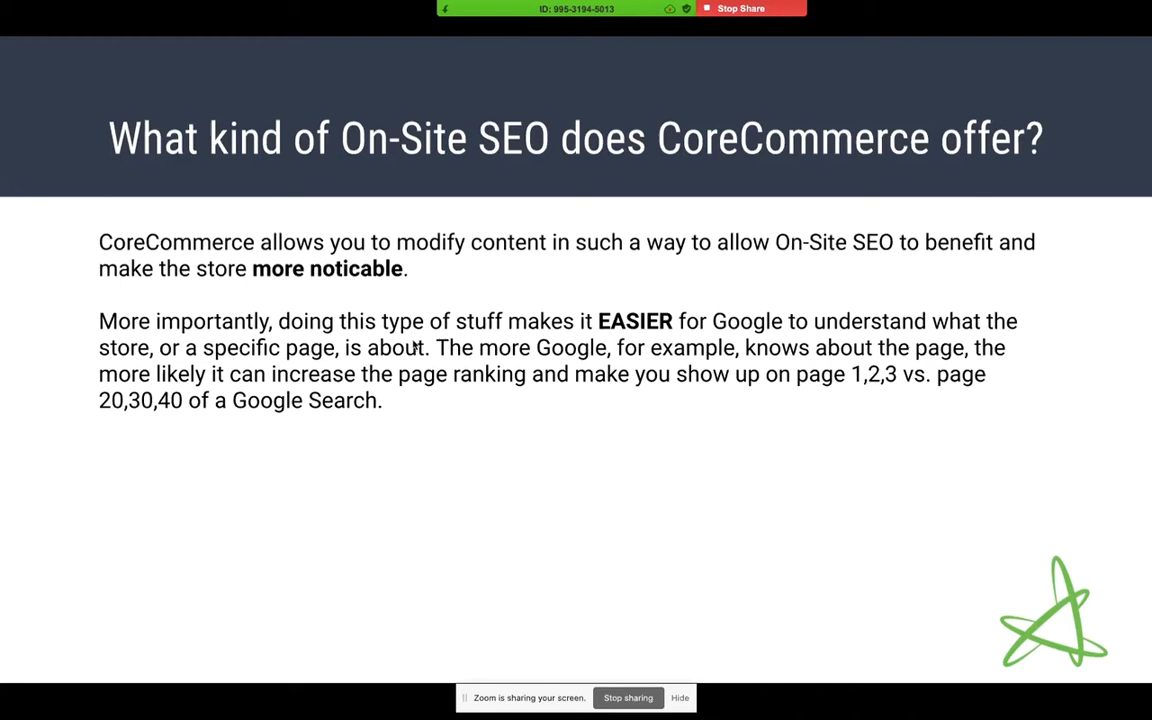 ID: 995-3194-5013
Stop Share
What kind of On-Site SEO does CoreCommerce offer?
CoreCommerce allows you to modify content in such a way to allow On-Site SEO to benefit and
make the store more noticable.
More importantly, doing this type of stuff makes it EASIER for Google to understand what the
store, or a specific page, is about. The more Google, for example, knows about the page, the
more likely it can increase the page ranking and make you show up on page 1,2,3 vs. page
20,30,40 of a Google Search.
Zoom is sharing your screen.
Stop sharing
Hide